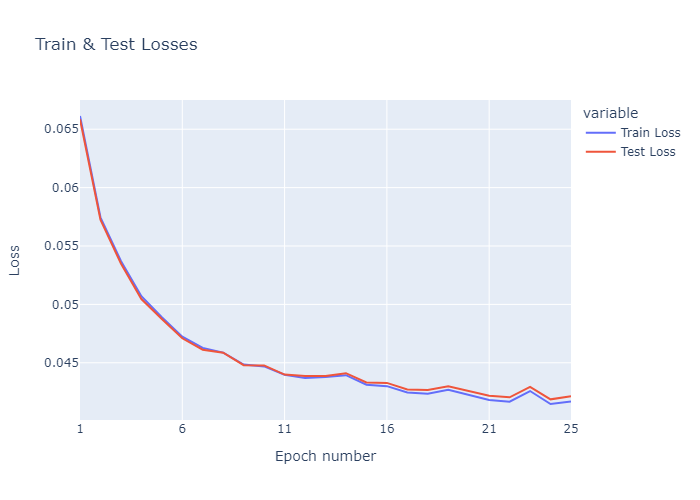 Train & Test Losses
variable
Train Loss
Test Loss
0.065
0.06
0.055
0.05
0.045
Loss
1 6 11 16 21 25
Epoch number